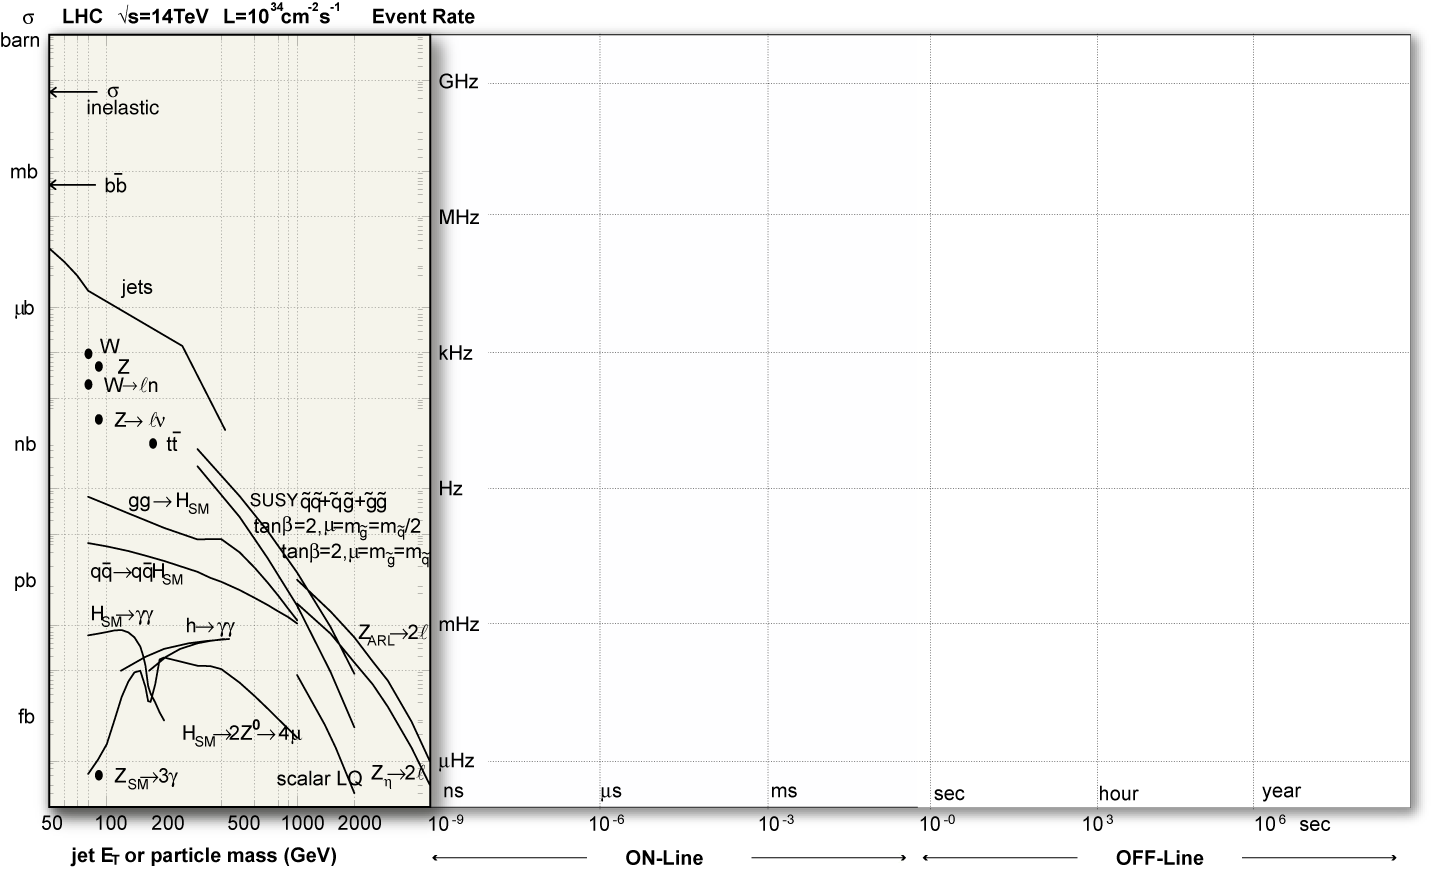 σ LHC √s=14TeV L=10³⁴cm⁻²s⁻¹ Event Rate
barn
GHz
σ
inelastic
mb
bb̄
MHz
jets
μb
W
kHz
Z
W→ℓn
Z→ℓν
nb
tt̄
Hz
gg→H_SM
SUSY q̃q̃+q̃g̃+g̃g̃
tanβ=2,μ=m_g̃=m_q̃/2
tanβ=2,μ=m_g̃=m_q̃
qq̄→qq̄H_SM
pb
H_SM→γγ
h→γγ
mHz
Z_ARL→2ℓ
fb
H_SM→2Z⁰→4μ
μHz
Z_SM→3γ
scalar LQ
Z_η→2ℓ
ns μs ms sec hour year
50 100 200 500 1000 2000 10⁻⁹ 10⁻⁶ 10⁻³ 10⁻⁰ 10³ 10⁶ sec
jet E_T or particle mass (GeV)
ON-Line
OFF-Line